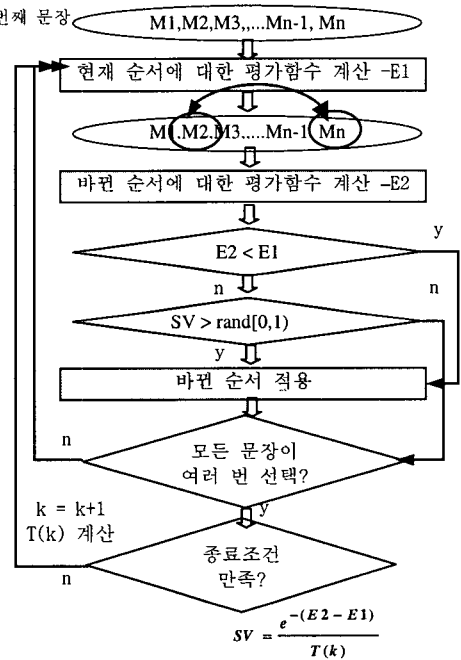 번째 문장
M1,M2,M3,,...Mn-1, Mn
현재 순서에 대한 평가함수 계산 -E1
M1.M2.M3.....Mn-1 Mn
바뀐 순서에 대한 평가함수 계산 –E2
y
E2 < E1
n
n
SV > rand[0,1)
y
바뀐 순서 적용
모든 문장이
여러 번 선택?
n
y
k = k+1
T(k) 계산
종료조건
만족?
n
SV = e^-(E2 - E1) / T(k)